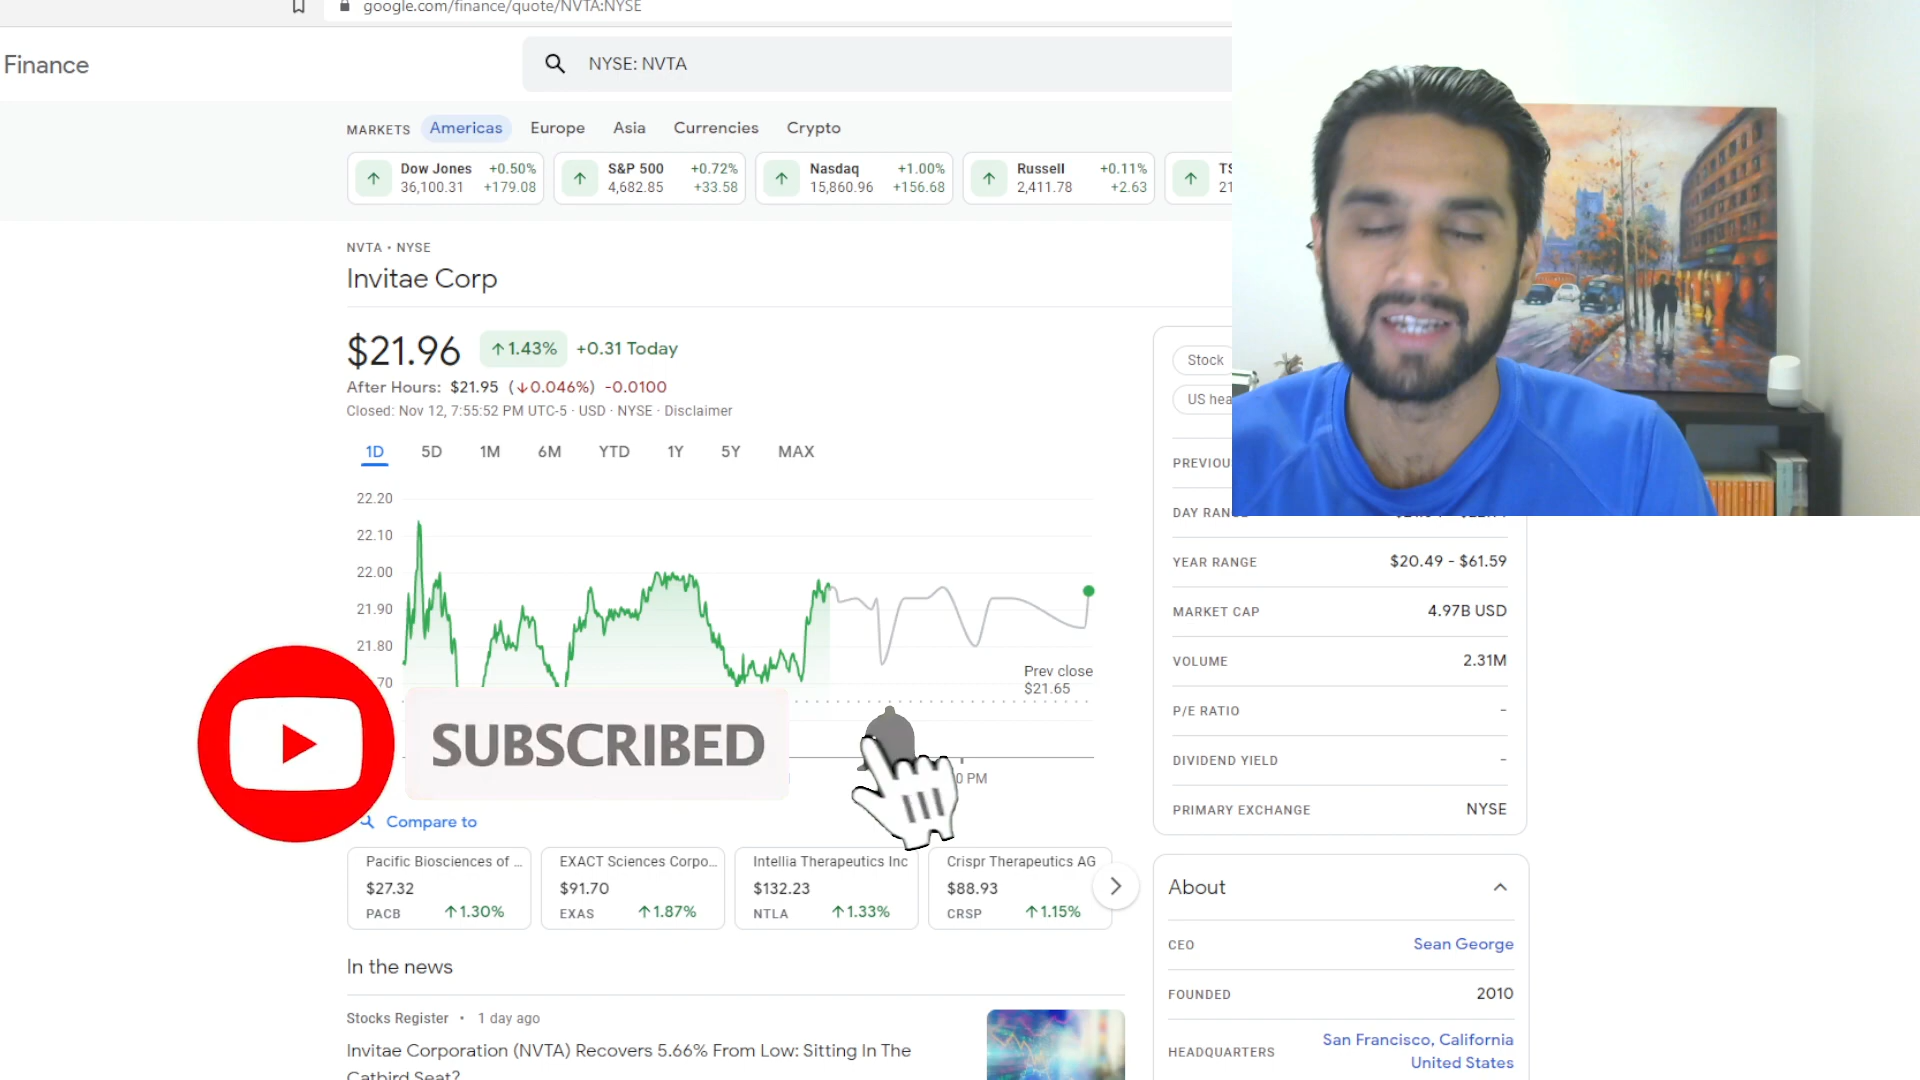 google.com/finance/quote/NVTA:NYSE
Finance
NYSE: NVTA
MARKETS Americas Europe Asia Currencies Crypto
Dow Jones +0.50%
36,100.31 +179.08
S&P 500 +0.72%
4,682.85 +33.58
Nasdaq +1.00%
15,860.96 +156.68
Russell +0.11%
2,411.78 +2.63
NVTA • NYSE
Invitae Corp
$21.96 ↑1.43% +0.31 Today
After Hours: $21.95 (↓0.046%) -0.0100
Closed: Nov 12, 7:55:52 PM UTC-5 · USD · NYSE · Disclaimer
1D 5D 1M 6M YTD 1Y 5Y MAX
22.20
22.10
22.00
21.90
21.80
Prev close
$21.65
SUBSCRIBED
PM
Compare to
Pacific Biosciences of ...
$27.32
PACB ↑1.30%
EXACT Sciences Corpo...
$91.70
EXAS ↑1.87%
Intellia Therapeutics Inc
$132.23
NTLA ↑1.33%
Crispr Therapeutics AG
$88.93
CRSP ↑1.15%
In the news
Stocks Register • 1 day ago
Invitae Corporation (NVTA) Recovers 5.66% From Low: Sitting In The
Catbird Seat?
Stock
US
DAY
YEAR RANGE $20.49 - $61.59
MARKET CAP 4.97B USD
VOLUME 2.31M
P/E RATIO -
DIVIDEND YIELD -
PRIMARY EXCHANGE NYSE
About
CEO Sean George
FOUNDED 2010
HEADQUARTERS San Francisco, California
United States